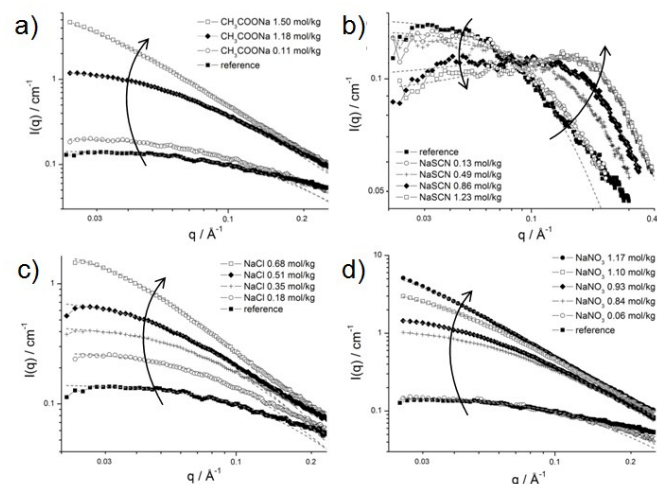 a)
CH₃COONa 1.50 mol/kg
CH₃COONa 1.18 mol/kg
CH₃COONa 0.11 mol/kg
reference
I(q) / cm⁻¹
1
0.1
0.03
0.1
q / Å⁻¹
b)
I(q) / cm⁻¹
0.1
0.05
reference
NaSCN 0.13 mol/kg
NaSCN 0.49 mol/kg
NaSCN 0.86 mol/kg
NaSCN 1.23 mol/kg
0.03
0.1
0.3
0.4
q / Å⁻¹
c)
NaCl 0.68 mol/kg
NaCl 0.51 mol/kg
NaCl 0.35 mol/kg
NaCl 0.18 mol/kg
reference
I(q) / cm⁻¹
1
0.1
0.03
0.1
q / Å⁻¹
d)
NaNO₃ 1.17 mol/kg
NaNO₃ 1.10 mol/kg
NaNO₃ 0.93 mol/kg
NaNO₃ 0.84 mol/kg
NaNO₃ 0.06 mol/kg
reference
I(q) / cm⁻¹
10
1
0.1
0.03
0.1
q / Å⁻¹